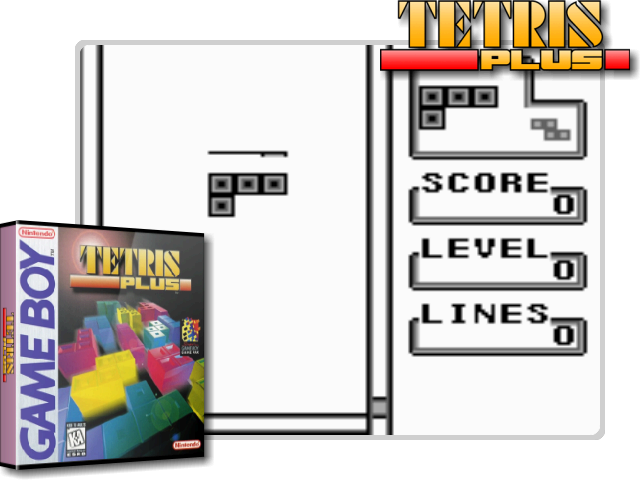 TETRIS
PLUS
SCORE
0
LEVEL
0
LINES
0
Nintendo
GAME BOY
TETRIS
PLUS
Nintendo